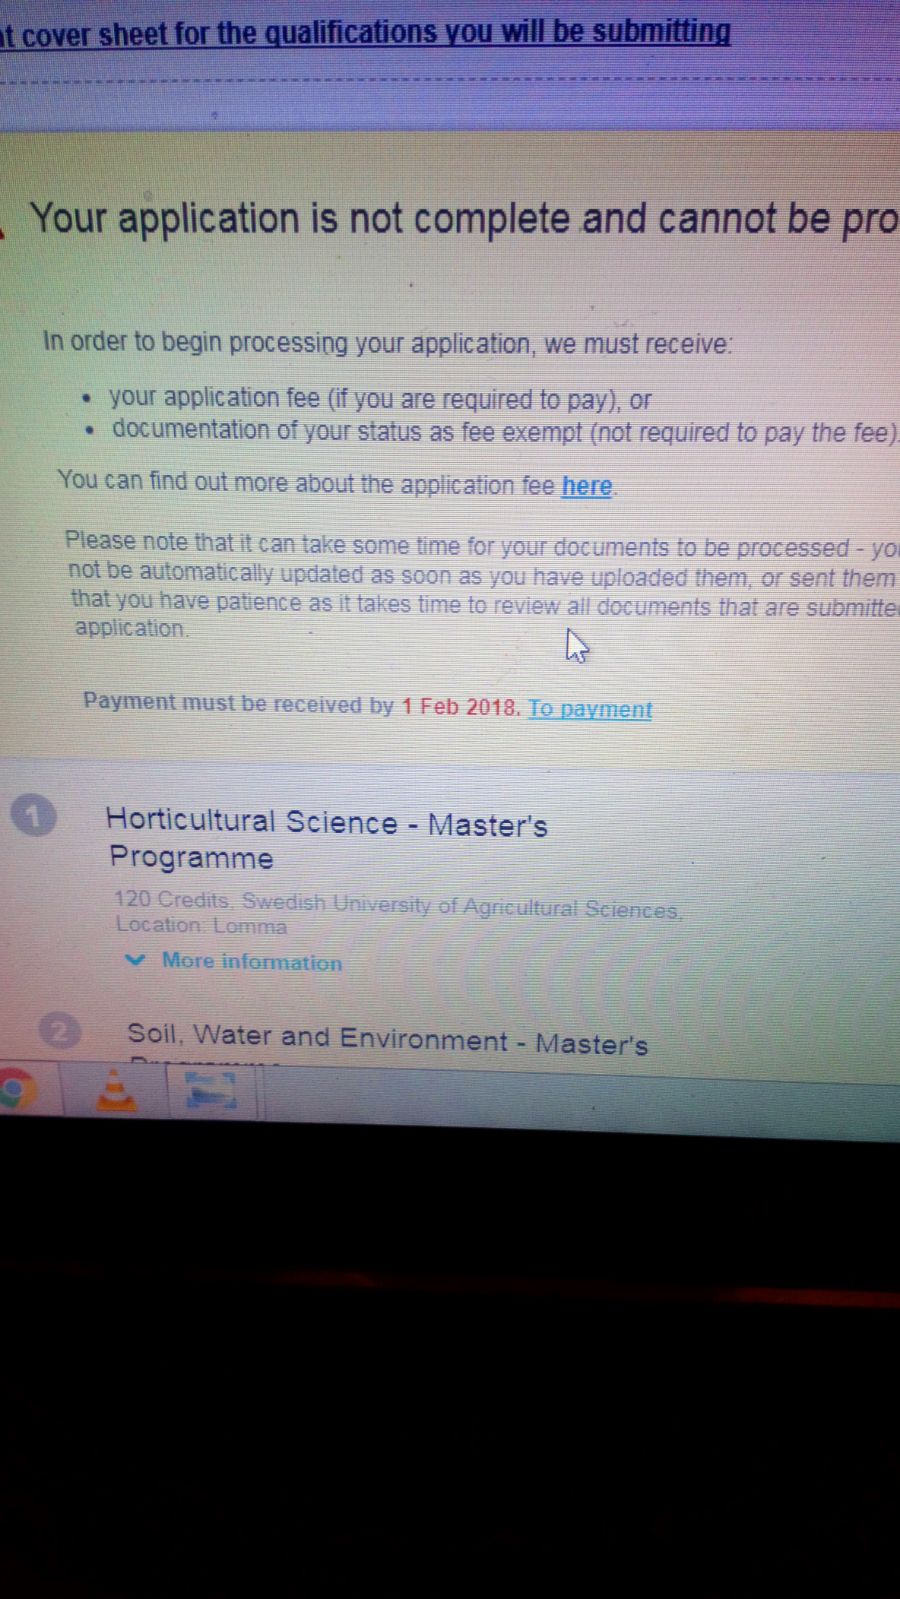 t cover sheet for the qualifications you will be submitting
Your application is not complete and cannot be pro
In order to begin processing your application, we must receive:
• your application fee (if you are required to pay), or
• documentation of your status as fee exempt (not required to pay the fee).
You can find out more about the application fee here.
Please note that it can take some time for your documents to be processed - yo
not be automatically updated as soon as you have uploaded them, or sent them
that you have patience as it takes time to review all documents that are submitte
application.
Payment must be received by 1 Feb 2018. To payment
1 Horticultural Science - Master's
Programme
120 Credits, Swedish University of Agricultural Sciences,
Location: Lomma
More information
2 Soil, Water and Environment - Master's